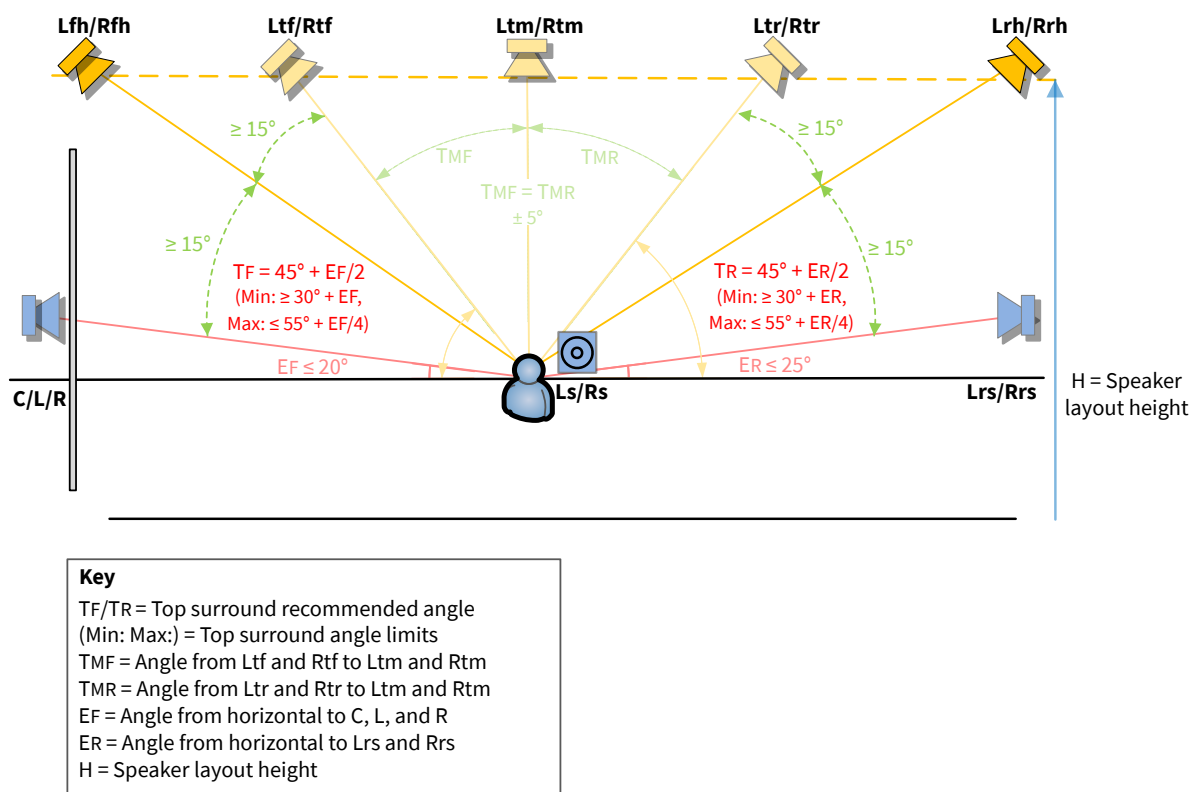 Lfh/Rfh
Ltf/Rtf
Ltm/Rtm
Ltr/Rtr
Lrh/Rrh
≥ 15°
≥ 15°
TMF
TMR
TMF = TMR
± 5°
≥ 15°
≥ 15°
TF = 45° + EF/2
(Min: ≥ 30° + EF,
Max: ≤ 55° + EF/4)
TR = 45° + ER/2
(Min: ≥ 30° + ER,
Max: ≤ 55° + ER/4)
EF ≤ 20°
ER ≤ 25°
C/L/R
Ls/Rs
Lrs/Rrs
H = Speaker
layout height
Key
TF/TR = Top surround recommended angle
(Min: Max:) = Top surround angle limits
TMF = Angle from Ltf and Rtf to Ltm and Rtm
TMR = Angle from Ltr and Rtr to Ltm and Rtm
EF = Angle from horizontal to C, L, and R
ER = Angle from horizontal to Lrs and Rrs
H = Speaker layout height